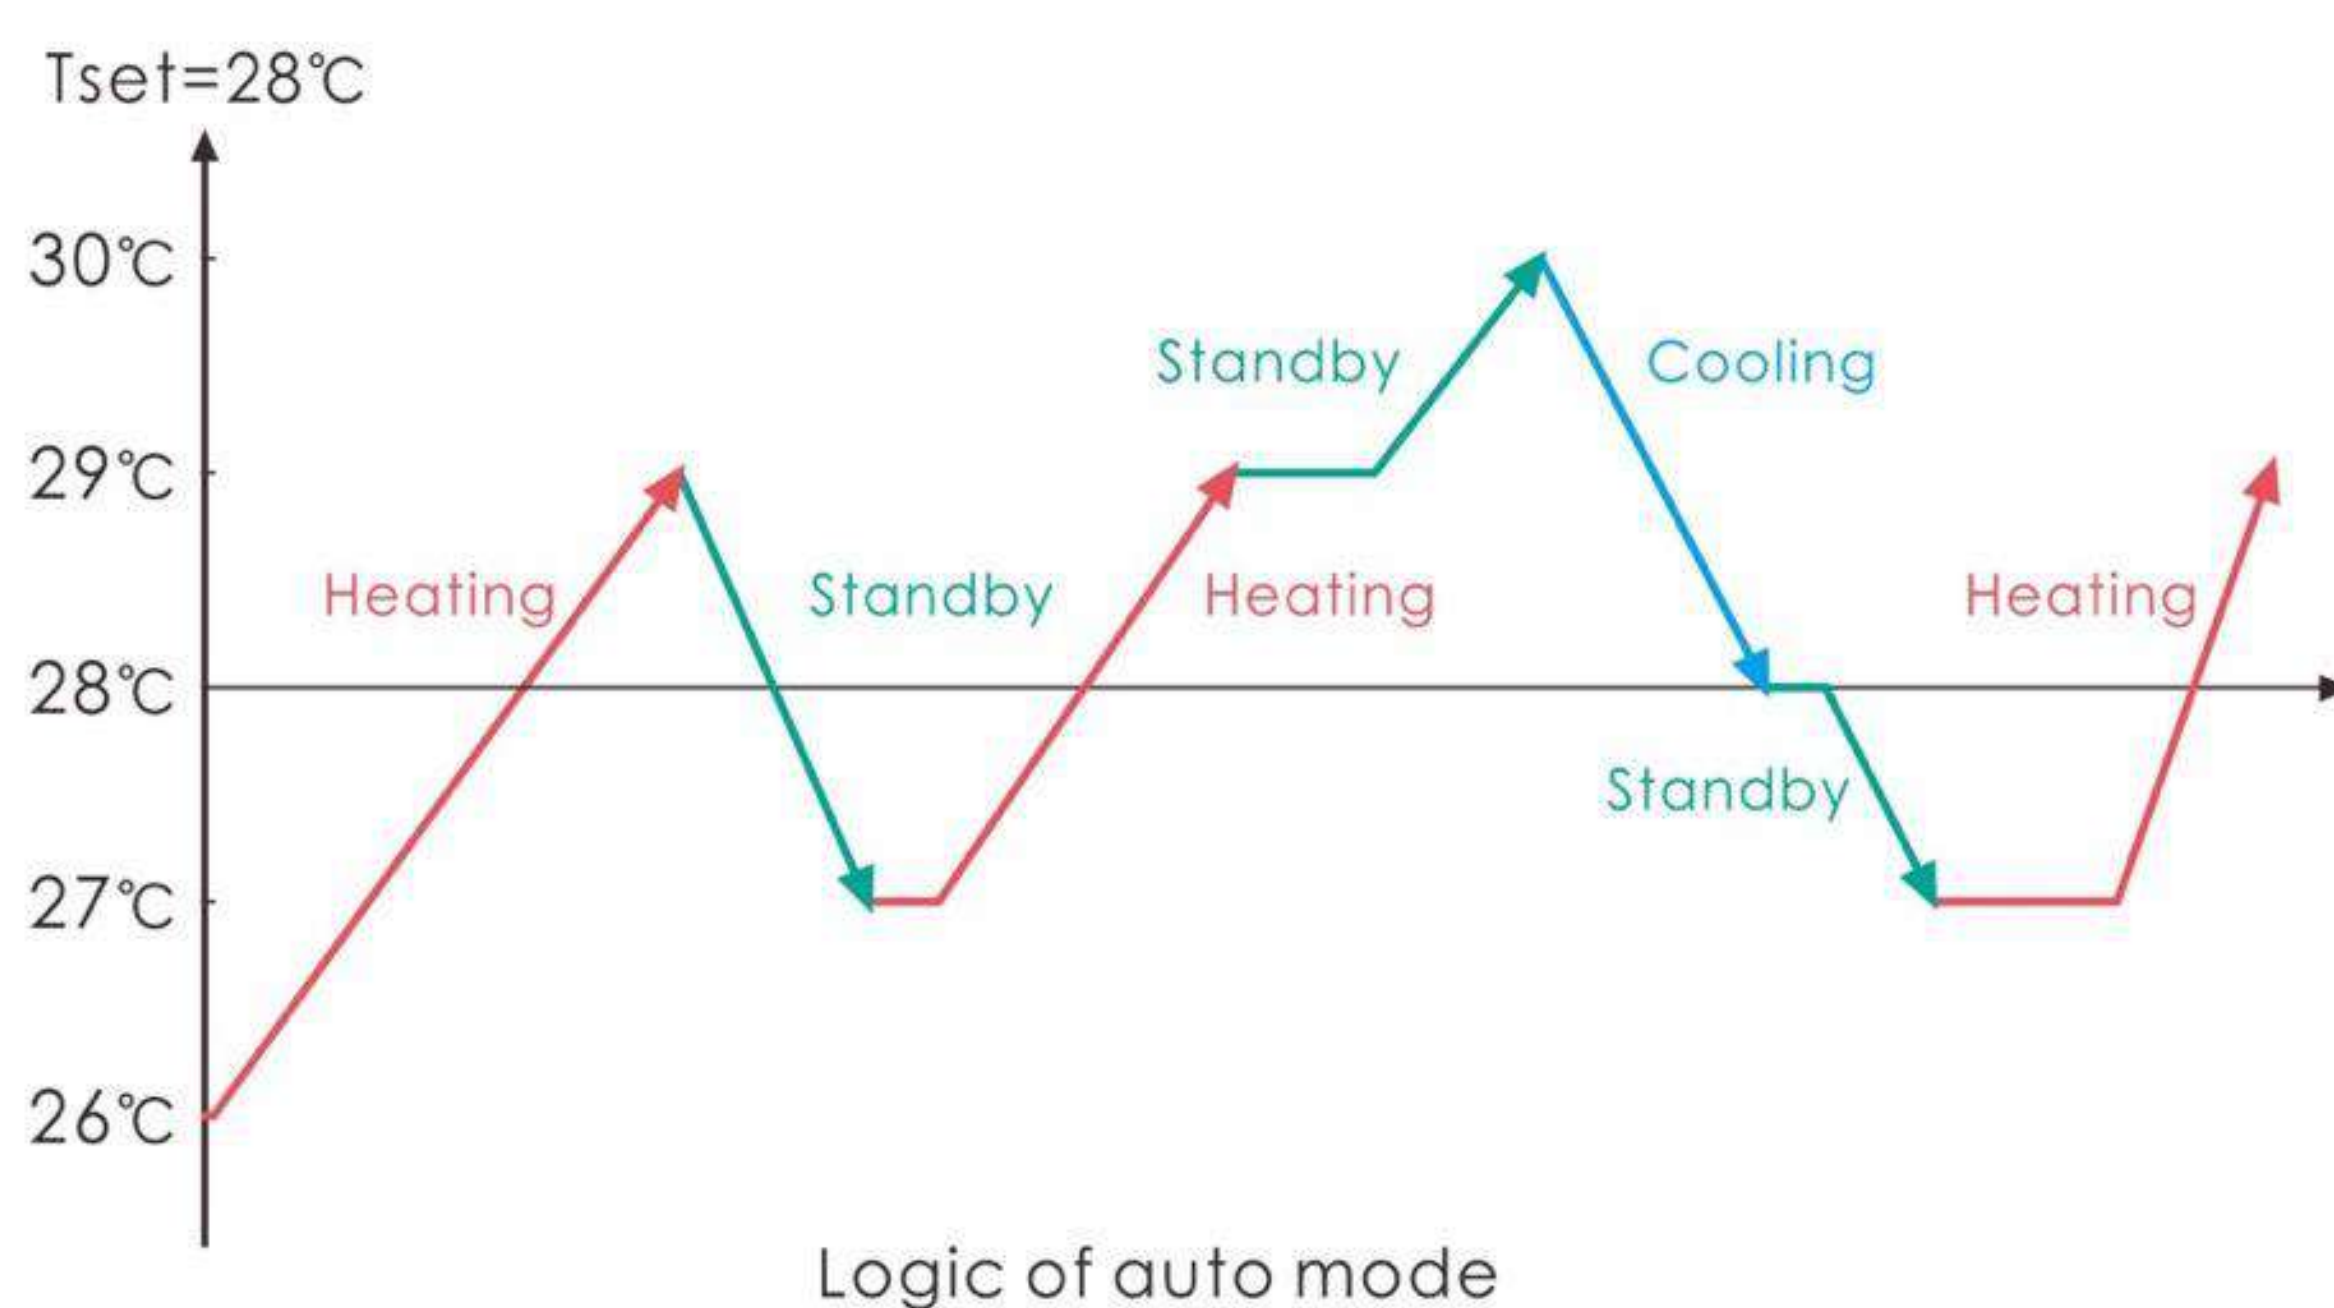 Tset=28℃
30℃
Standby
Cooling
29℃
Heating
Standby
Heating
Heating
28℃
Standby
27℃
26℃
Logic of auto mode